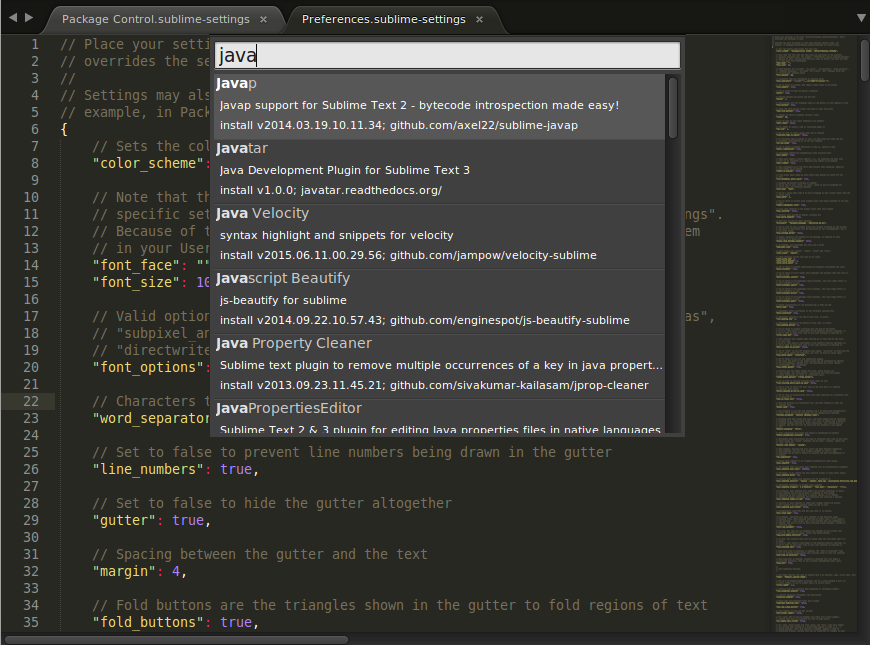 Package Control.sublime-settings ×
Preferences.sublime-settings ×
java
Javap
Javap support for Sublime Text 2 - bytecode introspection made easy!
install v2014.03.19.10.11.34; github.com/axel22/sublime-javap
Javatar
Java Development Plugin for Sublime Text 3
install v1.0.0; javatar.readthedocs.org/
Java Velocity
syntax highlight and snippets for velocity
install v2015.06.11.00.29.56; github.com/jampow/velocity-sublime
Javascript Beautify
js-beautify for sublime
install v2014.09.22.10.57.43; github.com/enginespot/js-beautify-sublime
Java Property Cleaner
Sublime text plugin to remove multiple occurrences of a key in java propert...
install v2013.09.23.11.45.21; github.com/sivakumar-kailasam/jprop-cleaner
JavaPropertiesEditor
Sublime Text 2 & 3 plugin for editing Java properties files in native languages
1 // Place your setti
2 // overrides the se
3 //
4 // Settings may als
5 // example, in Pack
6 {
7 // Sets the col
8 "color_scheme":
9
10 // Note that th
11 // specific set ngs".
12 // Because of t em
13 // in your User
14 "font_face": ""
15 "font_size": 10
16
17 // Valid option as",
18 // "subpixel_an
19 // "directwrite
20 "font_options":
21
22 // Characters t
23 "word_separator
24
25 // Set to false to prevent line numbers being drawn in the gutter
26 "line_numbers": true,
27
28 // Set to false to hide the gutter altogether
29 "gutter": true,
30
31 // Spacing between the gutter and the text
32 "margin": 4,
33
34 // Fold buttons are the triangles shown in the gutter to fold regions of text
35 "fold_buttons": true,